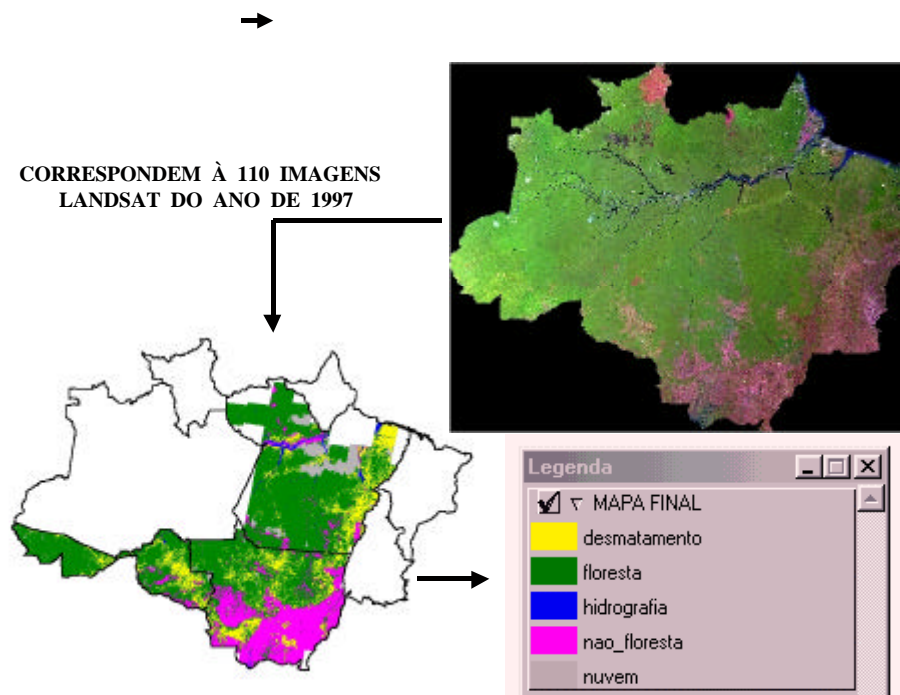 CORRESPONDEM À 110 IMAGENS
LANDSAT DO ANO DE 1997
Legenda
MAPA FINAL
desmatamento
floresta
hidrografia
nao_floresta
nuvem